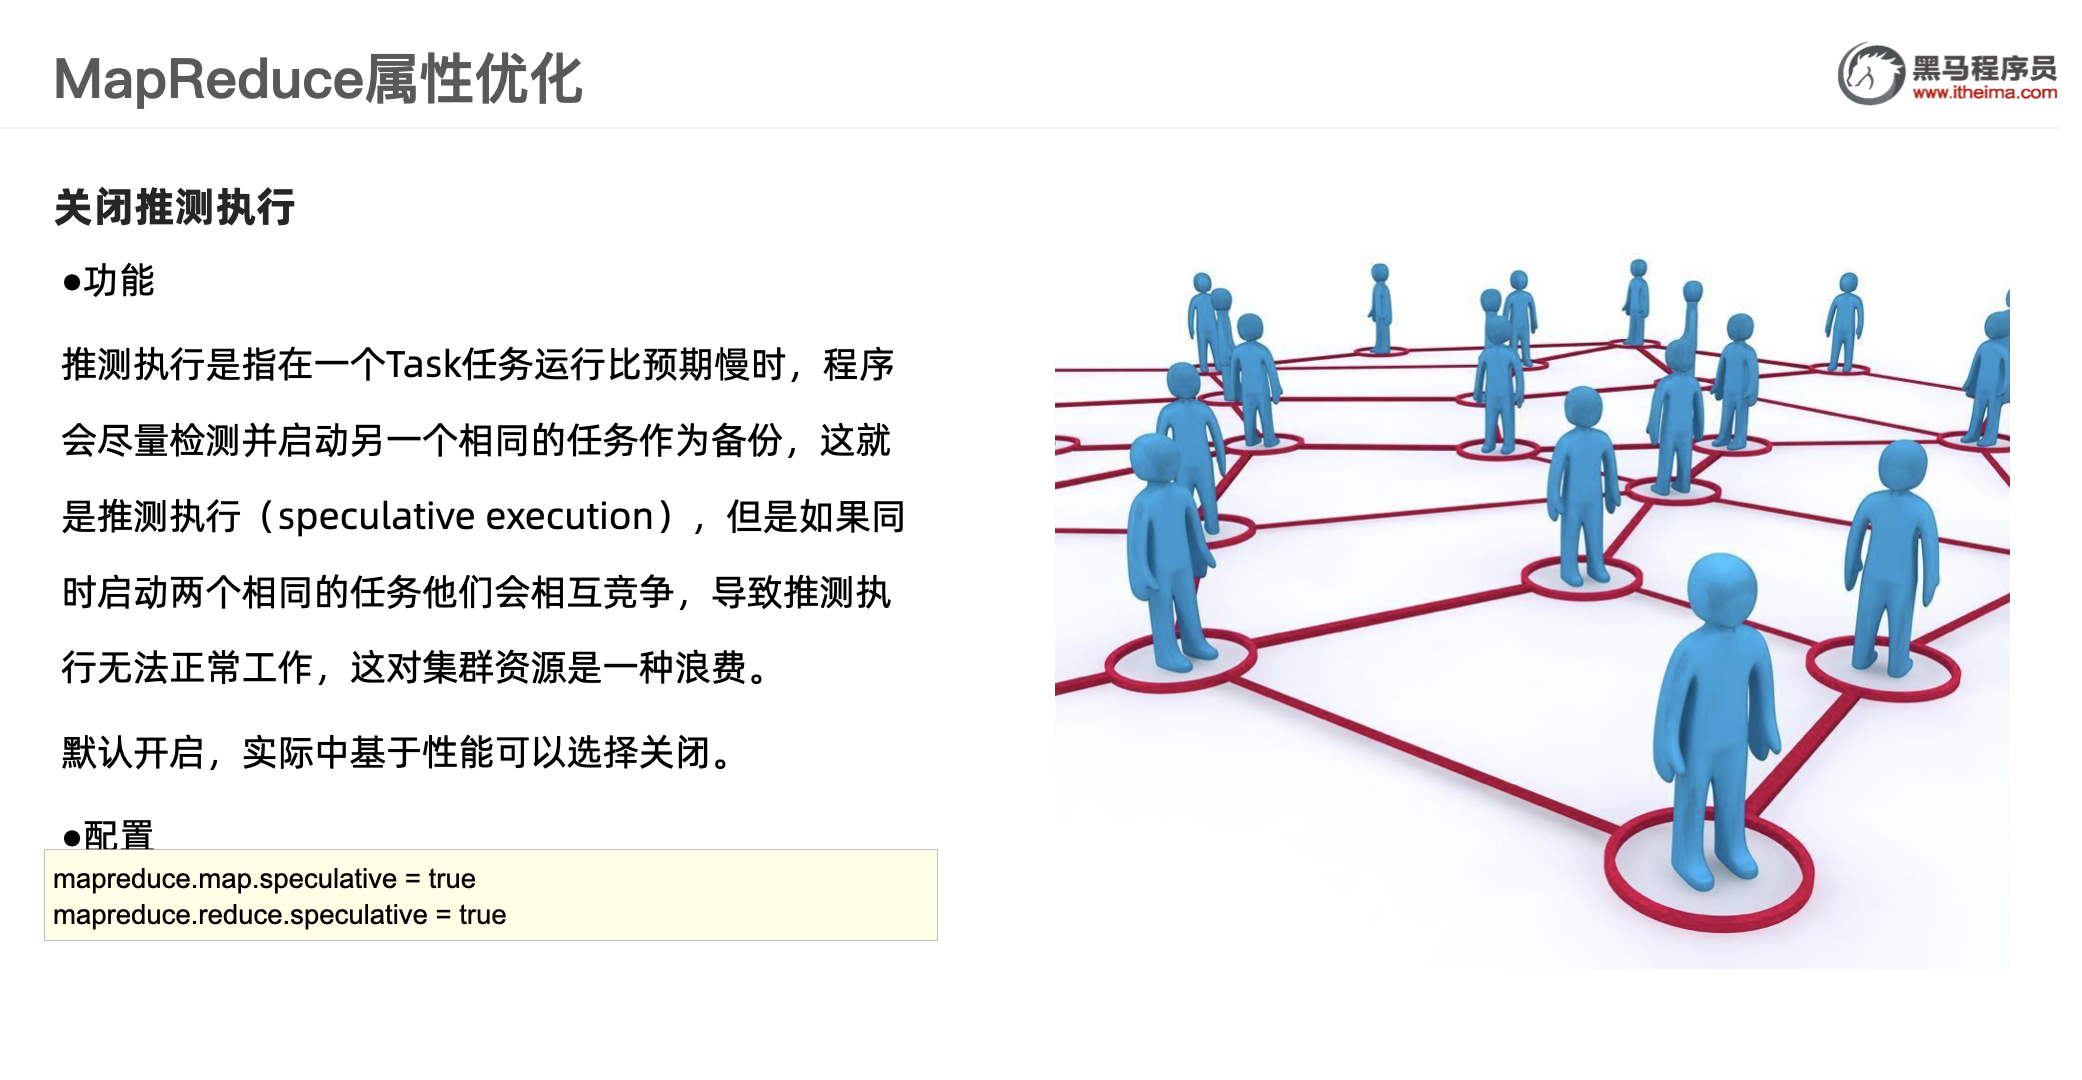 MapReduce属性优化
黑马程序员
www.itheima.com
关闭推测执行
●功能
推测执行是指在一个Task任务运行比预期慢时，程序
会尽量检测并启动另一个相同的任务作为备份，这就
是推测执行（speculative execution），但是如果同
时启动两个相同的任务他们会相互竞争，导致推测执
行无法正常工作，这对集群资源是一种浪费。
默认开启，实际中基于性能可以选择关闭。
●配置
mapreduce.map.speculative = true
mapreduce.reduce.speculative = true